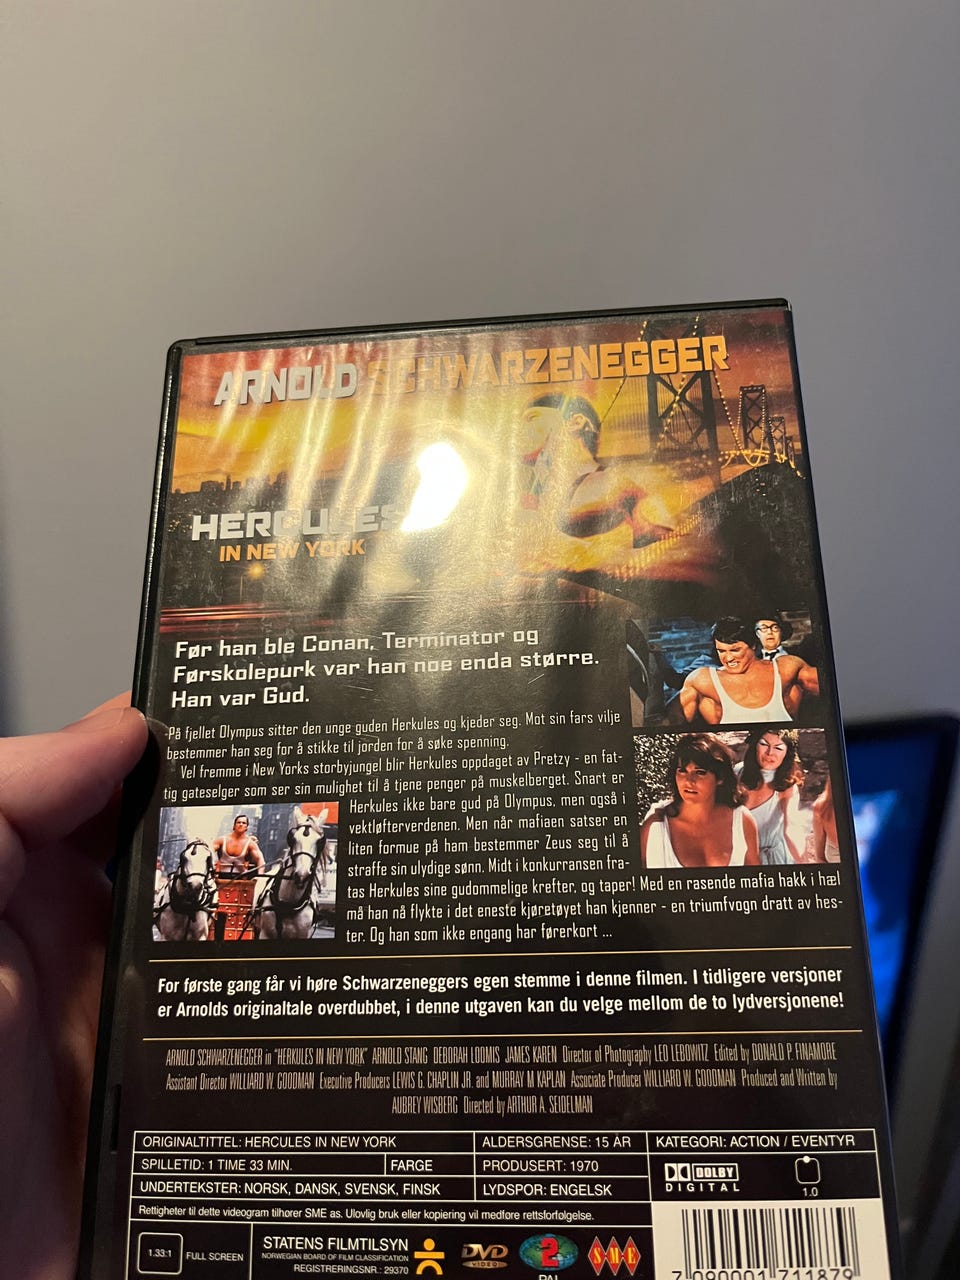 ARNOLD SCHWARZENEGGER
HERCULES
IN NEW YORK
Før han ble Conan, Terminator og
Førskolepurk var han noe enda større.
Han var Gud.
På fjellet Olympus sitter den unge guden Herkules og kjeder seg. Mot sin fars vilje
bestemmer han seg for å stikke til jorden for å søke spenning.
Vel fremme i New Yorks storbyjungel blir Herkules oppdaget av Pretzy - en fat-
tig gateselger som ser sin mulighet til å tjene penger på muskelberget. Snart er
Herkules ikke bare gud på Olympus, men også i
vektløfterverdenen. Men når mafiaen satser en
liten formue på ham bestemmer Zeus seg til å
straffe sin ulydige sønn. Midt i konkurransen fra-
tas Herkules sine gudommelige krefter, og taper! Med en rasende mafia hakk i hæl
må han nå flykte i det eneste kjøretøyet han kjenner - en triumfvogn dratt av hes-
ter. Og han som ikke engang har førerkort ...
For første gang får vi høre Schwarzeneggers egen stemme i denne filmen. I tidligere versjoner
er Arnolds originaltale overdubbet, i denne utgaven kan du velge mellom de to lydversjonene!
ARNOLD SCHWARZENEGGER in "HERKULES IN NEW YORK" ARNOLD STANG DEBORAH LOOMIS JAMES KAREN Director of Photography LEO LEBOWITZ Edited by DONALD P. FINAMORE
Assistant Director WILLIARD W. GOODMAN Executive Producers LEWIS G. CHAPLIN JR. and MURRAY M KAPLAN Associate Producer WILLIARD W. GOODMAN Produced and Written by
AUBREY WISBERG Directed by ARTHUR A. SEIDELMAN
ORIGINALTITTEL: HERCULES IN NEW YORK ALDERSGRENSE: 15 ÅR KATEGORI: ACTION / EVENTYR
SPILLETID: 1 TIME 33 MIN. FARGE PRODUSERT: 1970
UNDERTEKSTER: NORSK, DANSK, SVENSK, FINSK LYDSPOR: ENGELSK
DOLBY
DIGITAL 1.0
Rettigheter til dette videogram tilhører SME as. Ulovlig bruk eller kopiering vil medføre rettsforfølgelse.
1.33:1 FULL SCREEN
STATENS FILMTILSYN
NORWEGIAN BOARD OF FILM CLASSIFICATION
REGISTRERINGSNR.: 29370
DVD
VIDEO
2
PAL
SME
7 090001 711879